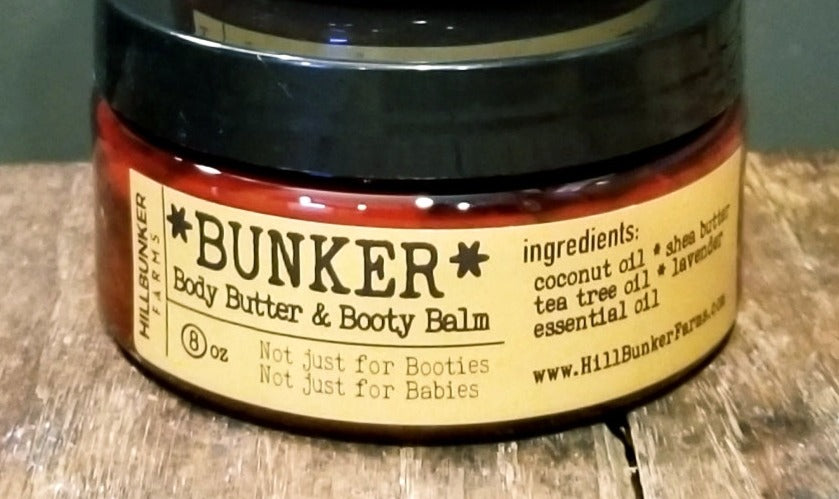 HILLBUNKER
FARMS
*BUNKER*
Body Butter & Booty Balm
8 oz
Not just for Booties
Not just for Babies
ingredients:
coconut oil * shea butter
tea tree oil * lavender
essential oil
www.HillBunkerFarms.com